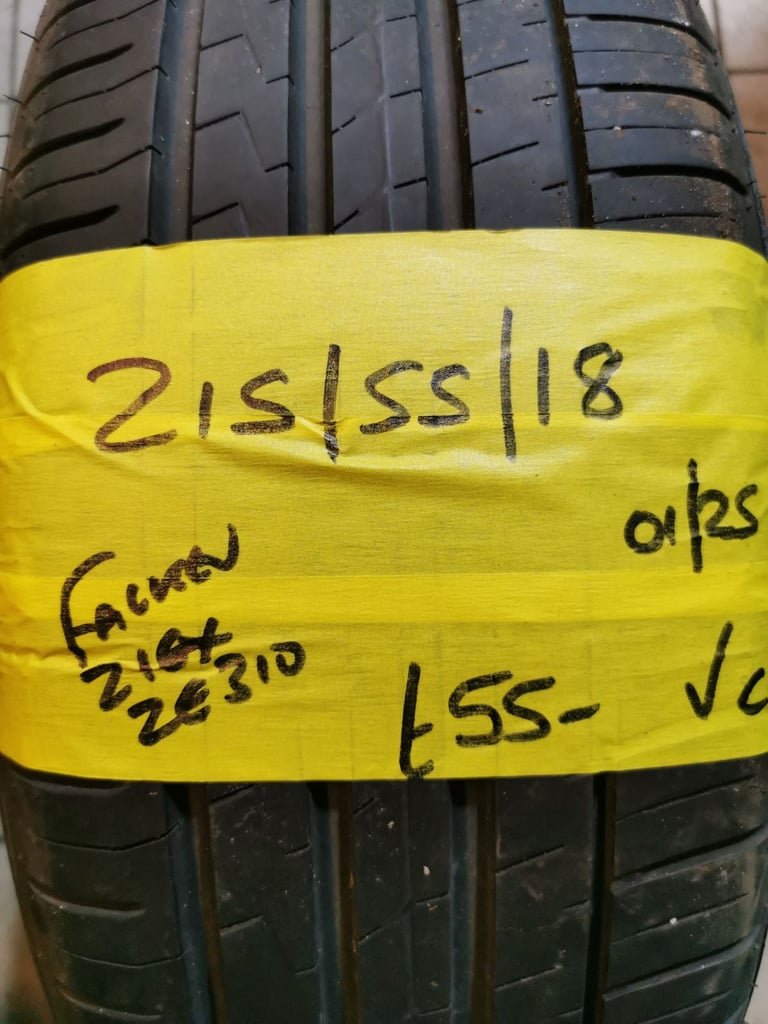 215/55/18
01/25
FALKEN
ZIEX
ZE310
£55-
√c